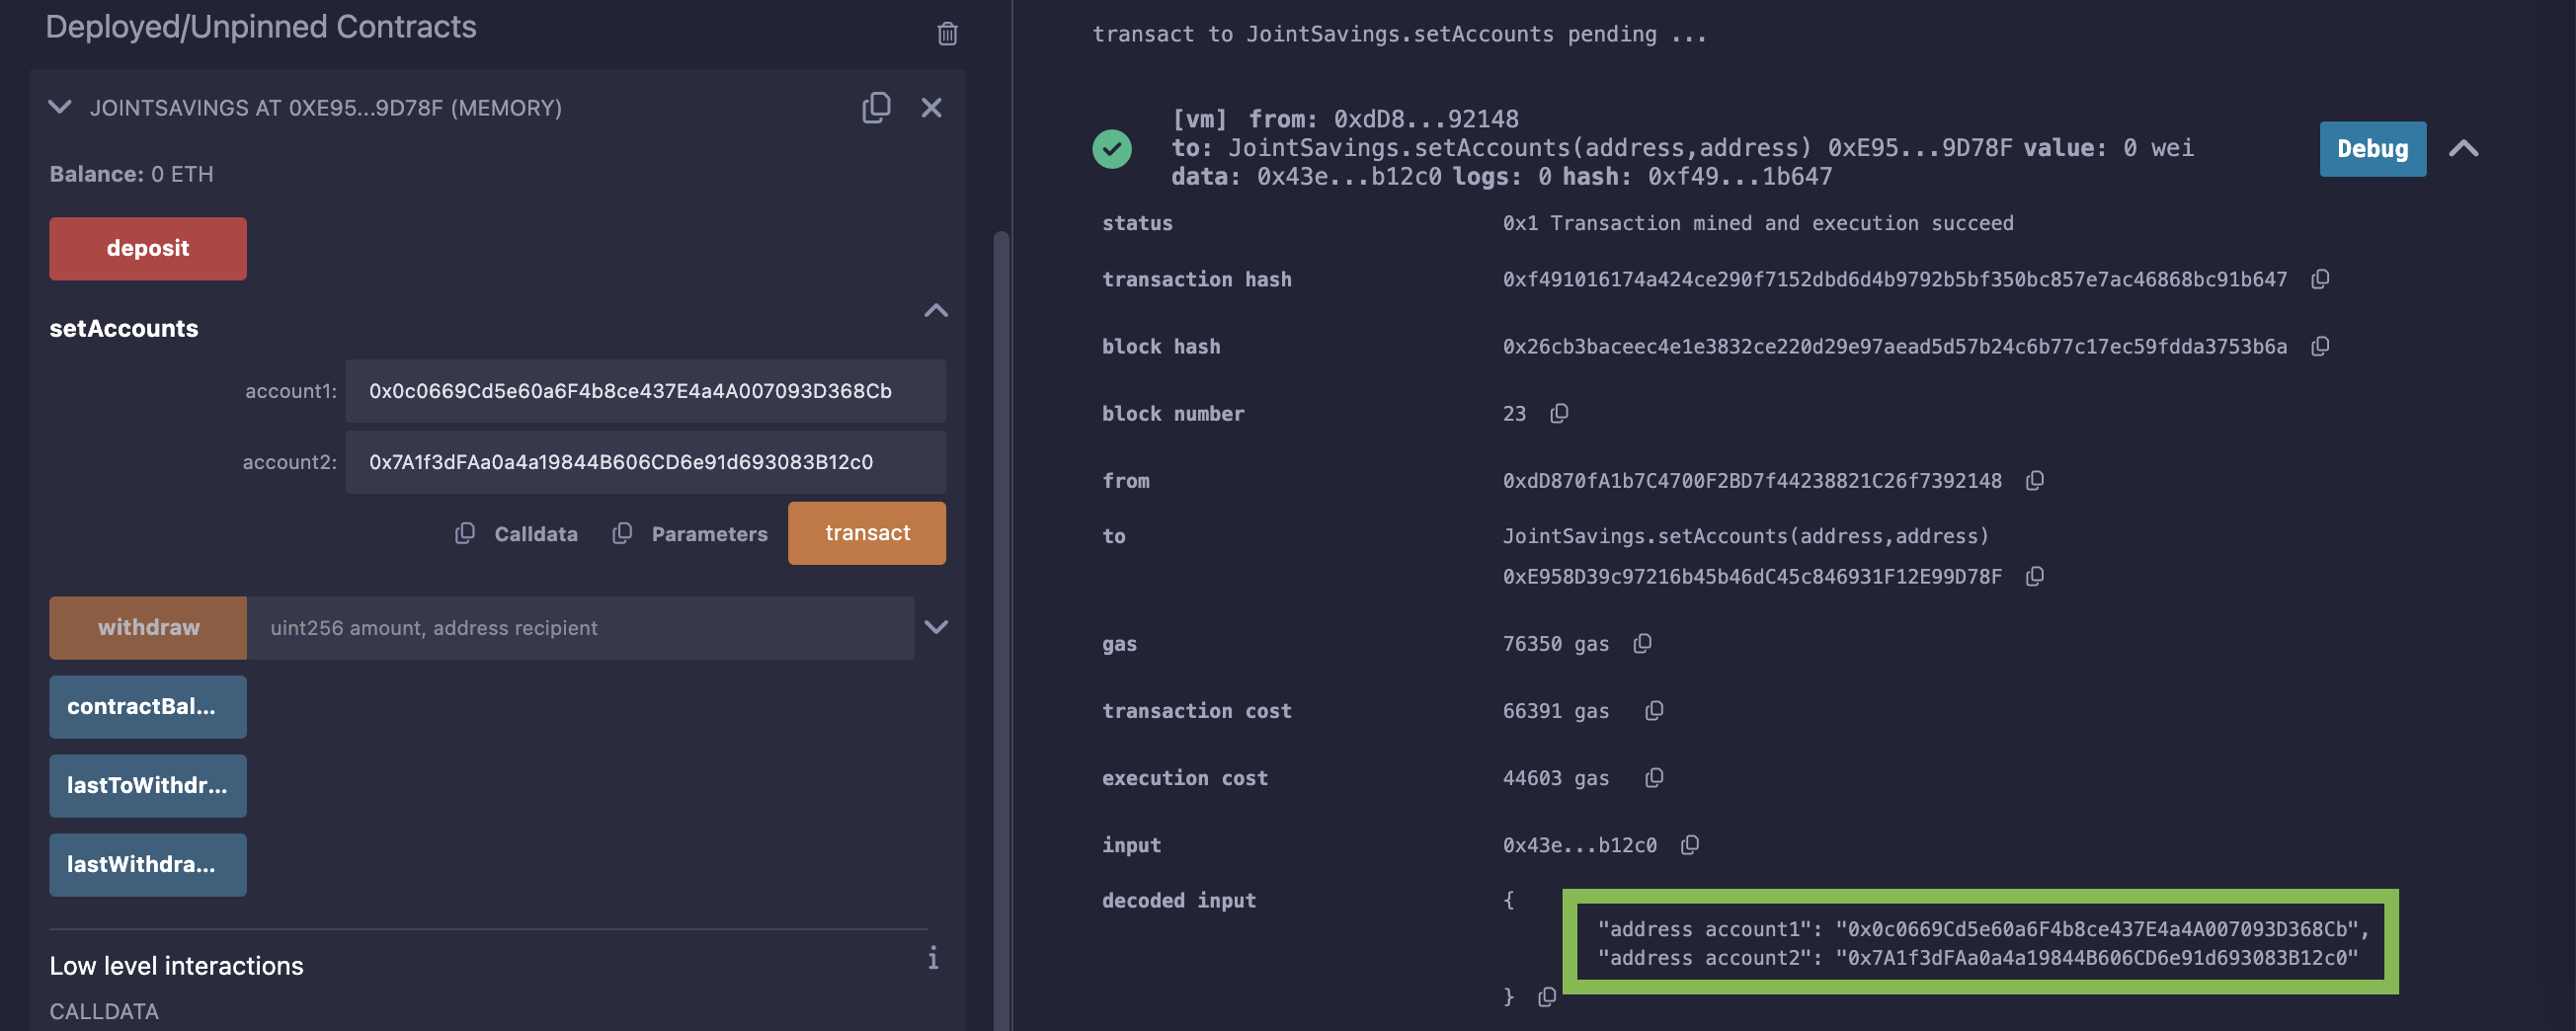 Deployed/Unpinned Contracts
JOINTSAVINGS AT 0XE95...9D78F (MEMORY)
Balance: 0 ETH
deposit
setAccounts
account1: 0x0c0669Cd5e60a6F4b8ce437E4a4A007093D368Cb
account2: 0x7A1f3dFAa0a4a19844B606CD6e91d693083B12c0
Calldata Parameters transact
withdraw uint256 amount, address recipient
contractBal...
lastToWithdr...
lastWithdra...
Low level interactions
i
CALLDATA
transact to JointSavings.setAccounts pending ...
[vm] from: 0xdD8...92148
to: JointSavings.setAccounts(address,address) 0xE95...9D78F value: 0 wei
data: 0x43e...b12c0 logs: 0 hash: 0xf49...1b647
Debug
status 0x1 Transaction mined and execution succeed
transaction hash 0xf491016174a424ce290f7152dbd6d4b9792b5bf350bc857e7ac46868bc91b647
block hash 0x26cb3baceec4e1e3832ce220d29e97aead5d57b24c6b77c17ec59fdda3753b6a
block number 23
from 0xdD870fA1b7C4700F2BD7f44238821C26f7392148
to JointSavings.setAccounts(address,address)
0xE958D39c97216b45b46dC45c846931F12E99D78F
gas 76350 gas
transaction cost 66391 gas
execution cost 44603 gas
input 0x43e...b12c0
decoded input {
"address account1": "0x0c0669Cd5e60a6F4b8ce437E4a4A007093D368Cb",
"address account2": "0x7A1f3dFAa0a4a19844B606CD6e91d693083B12c0"
}